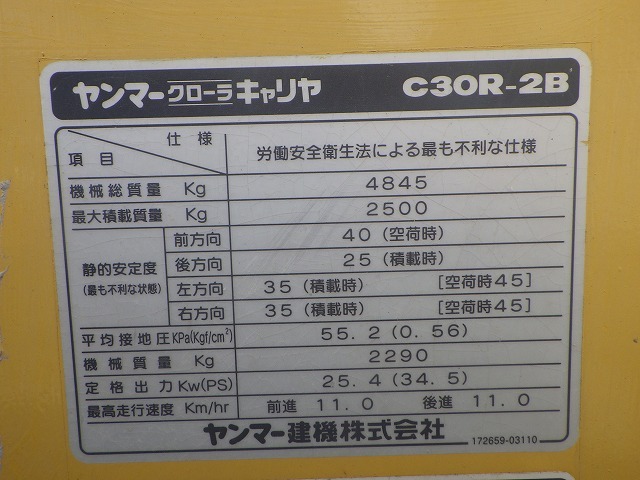 ヤンマークローラキャリヤ C30R-2B
仕様
項目
労働安全衛生法による最も不利な仕様
機械総質量 Kg 4845
最大積載質量 Kg 2500
静的安定度
(最も不利な状態)
前方向 40 (空荷時)
後方向 25 (積載時)
左方向 35 (積載時) [空荷時45]
右方向 35 (積載時) [空荷時45]
平均接地圧 KPa(Kgf/cm²) 55.2(0.56)
機械質量 Kg 2290
定格出力 Kw(PS) 25.4(34.5)
最高走行速度 Km/hr 前進 11.0 後進 11.0
ヤンマー建機株式会社 172659-03110